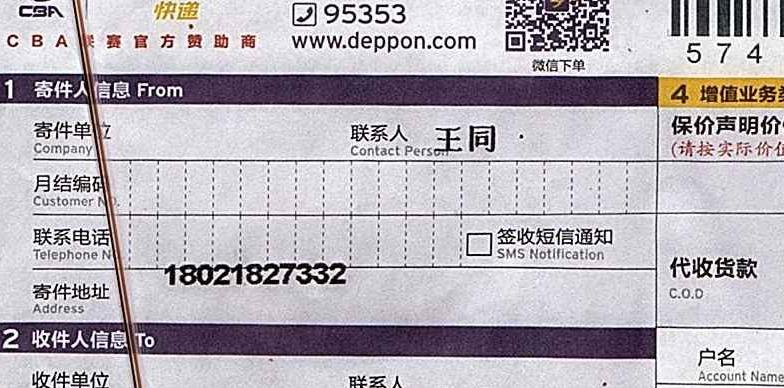 CBA
快递
95353
CBA联赛官方赞助商
www.deppon.com
微信下单
574
1 寄件人信息 From
4 增值业务
寄件单位
Company
联系人 王同
Contact Person
保价声明价
(请按实际价值
月结编码
Customer NO.
联系电话
Telephone N
签收短信通知
SMS Notification
18021827332
寄件地址
Address
代收货款
C.O.D
2 收件人信息 To
收件单位
联系人
户名
Account Name